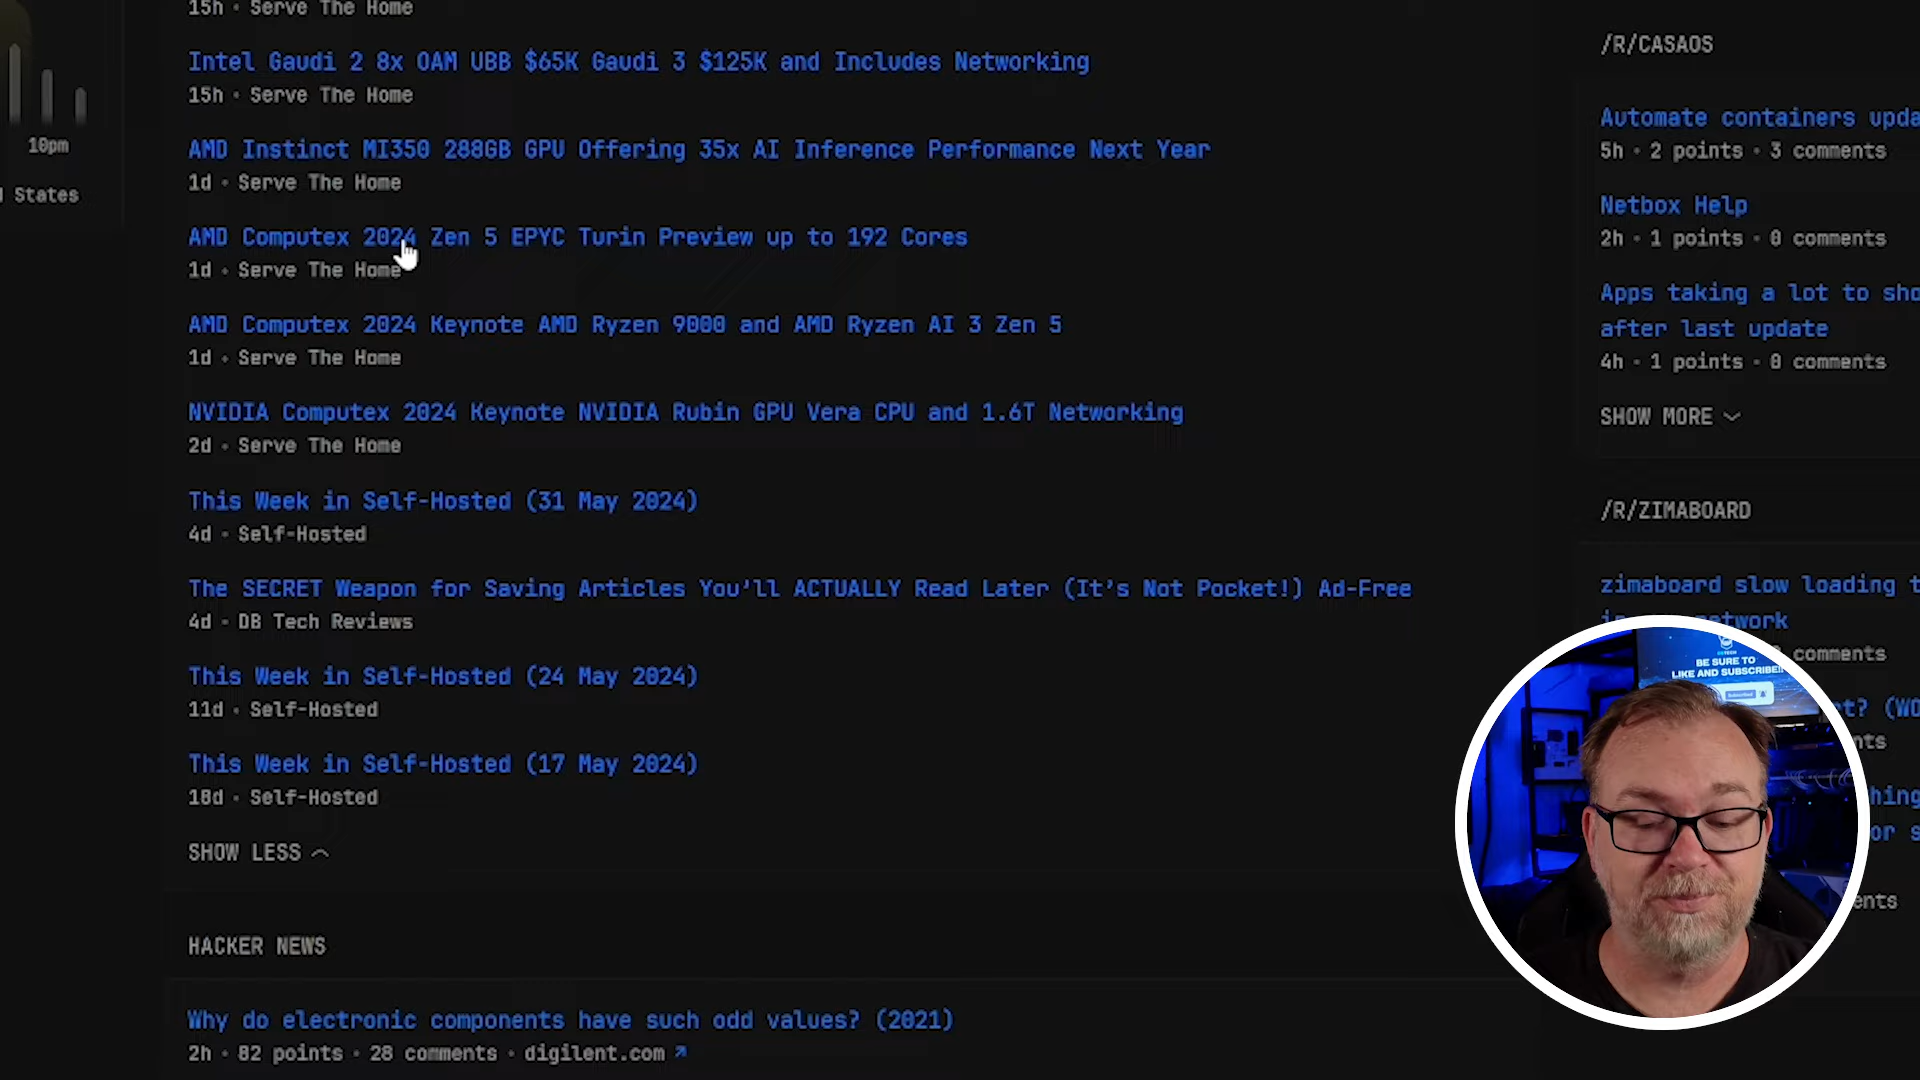 15h · Serve The Home
Intel Gaudi 2 8x OAM UBB $65K Gaudi 3 $125K and Includes Networking
15h · Serve The Home
AMD Instinct MI350 288GB GPU Offering 35x AI Inference Performance Next Year
1d · Serve The Home
AMD Computex 2024 Zen 5 EPYC Turin Preview up to 192 Cores
1d · Serve The Home
AMD Computex 2024 Keynote AMD Ryzen 9000 and AMD Ryzen AI 3 Zen 5
1d · Serve The Home
NVIDIA Computex 2024 Keynote NVIDIA Rubin GPU Vera CPU and 1.6T Networking
2d · Serve The Home
This Week in Self-Hosted (31 May 2024)
4d · Self-Hosted
The SECRET Weapon for Saving Articles You'll ACTUALLY Read Later (It's Not Pocket!) Ad-Free
4d · DB Tech Reviews
This Week in Self-Hosted (24 May 2024)
11d · Self-Hosted
This Week in Self-Hosted (17 May 2024)
18d · Self-Hosted
SHOW LESS
HACKER NEWS
Why do electronic components have such odd values? (2021)
2h · 82 points · 28 comments · digilent.com
10pm
States
/R/CASAOS
Automate containers upda
5h · 2 points · 3 comments
Netbox Help
2h · 1 points · 0 comments
Apps taking a lot to sho
after last update
4h · 1 points · 0 comments
SHOW MORE
/R/ZIMABOARD
zimaboard slow loading t
network
comments
BE SURE TO
LIKE AND SUBSCRIBE!!